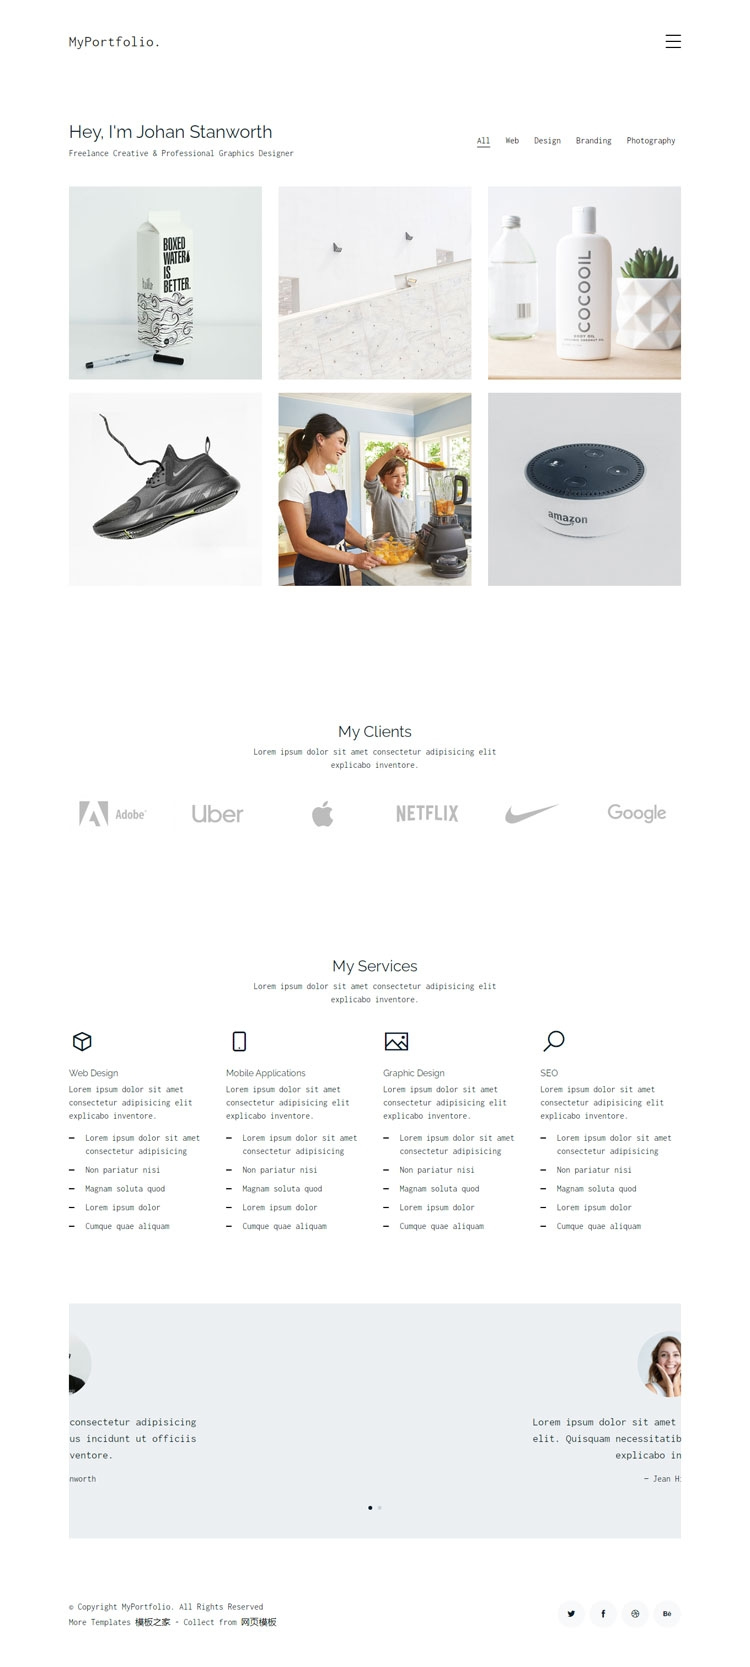 MyPortfolio.
Hey, I'm Johan Stanworth
Freelance Creative & Professional Graphics Designer
All Web Design Branding Photography
BOXED
WATER
IS
BETTER.
COCOOIL
BODY OIL
amazon
My Clients
Lorem ipsum dolor sit amet consectetur adipisicing elit
explicabo inventore.
Adobe Uber NETFLIX Google
My Services
Lorem ipsum dolor sit amet consectetur adipisicing elit
explicabo inventore.
Web Design
Lorem ipsum dolor sit amet
consectetur adipisicing elit
explicabo inventore.
Lorem ipsum dolor sit amet
consectetur adipisicing
Non pariatur nisi
Magnam soluta quod
Lorem ipsum dolor
Cumque quae aliquam
Mobile Applications
Lorem ipsum dolor sit amet
consectetur adipisicing elit
explicabo inventore.
Lorem ipsum dolor sit amet
consectetur adipisicing
Non pariatur nisi
Magnam soluta quod
Lorem ipsum dolor
Cumque quae aliquam
Graphic Design
Lorem ipsum dolor sit amet
consectetur adipisicing elit
explicabo inventore.
Lorem ipsum dolor sit amet
consectetur adipisicing
Non pariatur nisi
Magnam soluta quod
Lorem ipsum dolor
Cumque quae aliquam
SEO
Lorem ipsum dolor sit amet
consectetur adipisicing elit
explicabo inventore.
Lorem ipsum dolor sit amet
consectetur adipisicing
Non pariatur nisi
Magnam soluta quod
Lorem ipsum dolor
Cumque quae aliquam
consectetur adipisicing
us incidunt ut officiis
ventore.
nworth
Lorem ipsum dolor sit amet
elit. Quisquam necessitatib
explicabo in
— Jean H
© Copyright MyPortfolio. All Rights Reserved
More Templates 模板之家 - Collect from 网页模板
Bē